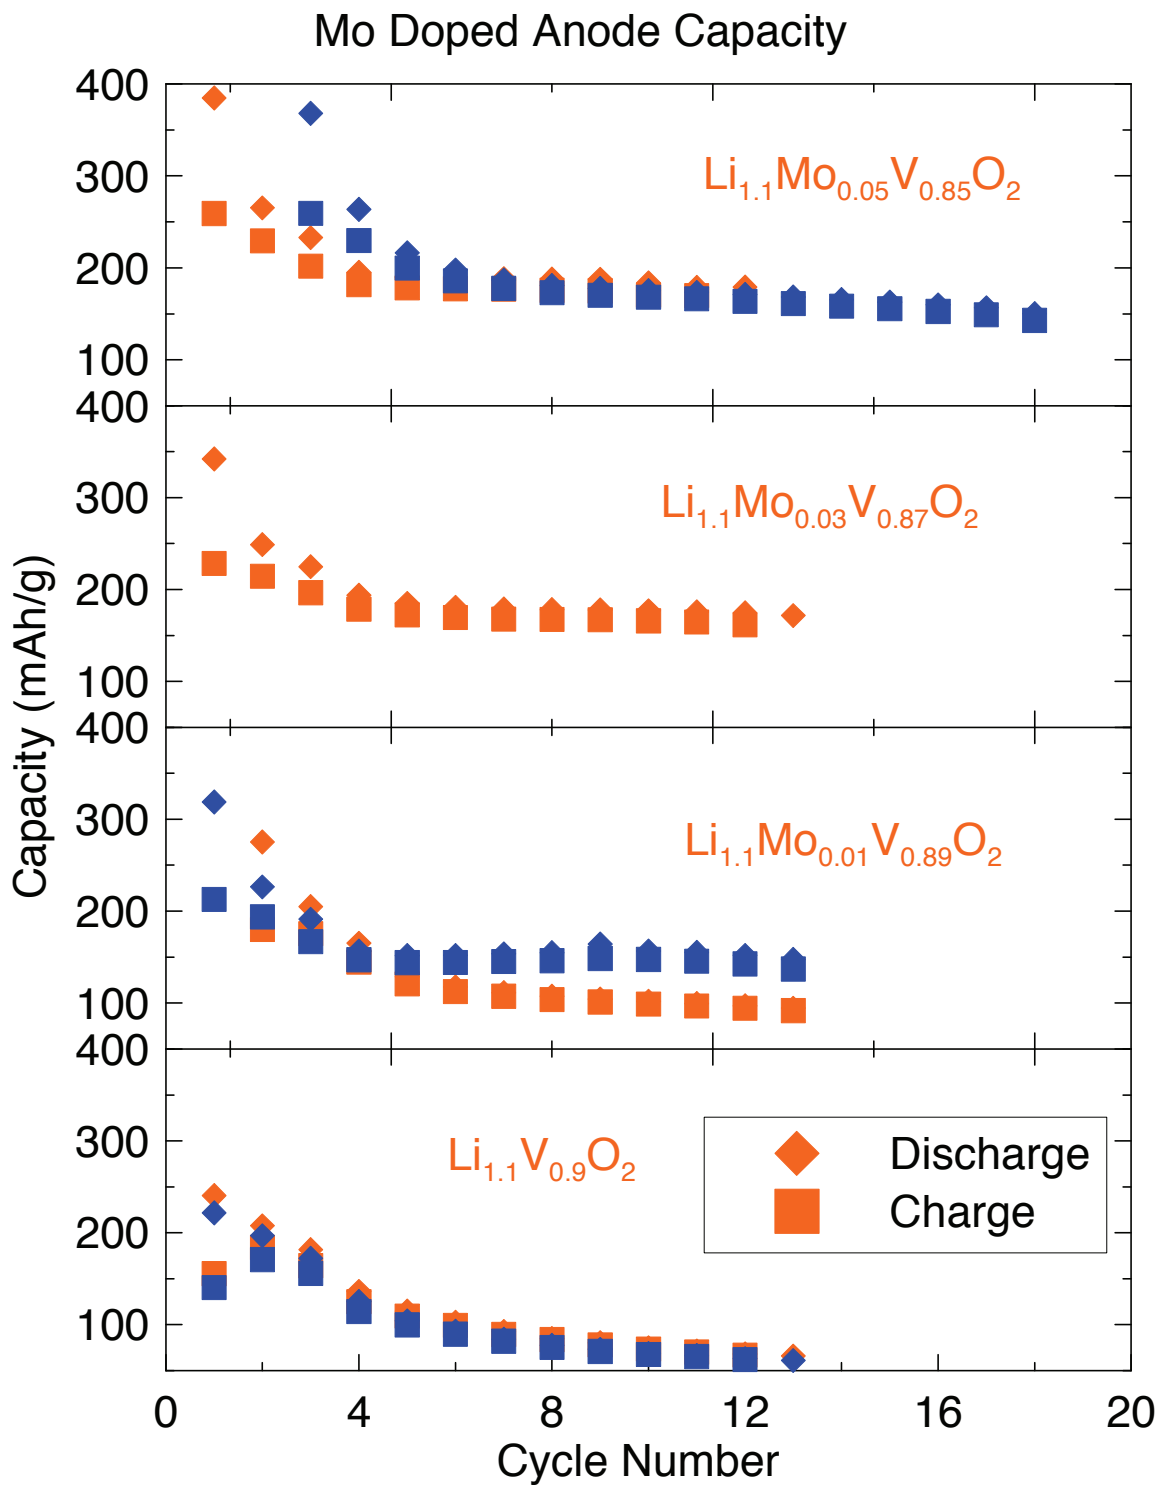 Mo Doped Anode Capacity
400
300
200
100
Li1.1Mo0.05V0.85O2
400
300
200
100
Li1.1Mo0.03V0.87O2
400
300
200
100
Li1.1Mo0.01V0.89O2
400
300
200
100
Li1.1V0.9O2
Discharge
Charge
0 4 8 12 16 20
Cycle Number
Capacity (mAh/g)